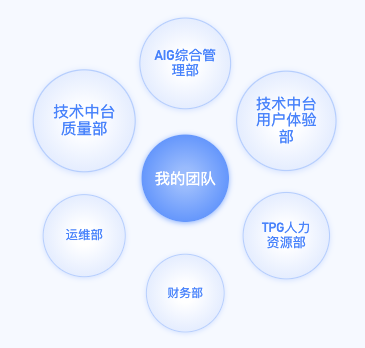 AIG综合管
理部
技术中台
质量部
技术中台
用户体验
部
我的团队
运维部
TPG人力
资源部
财务部